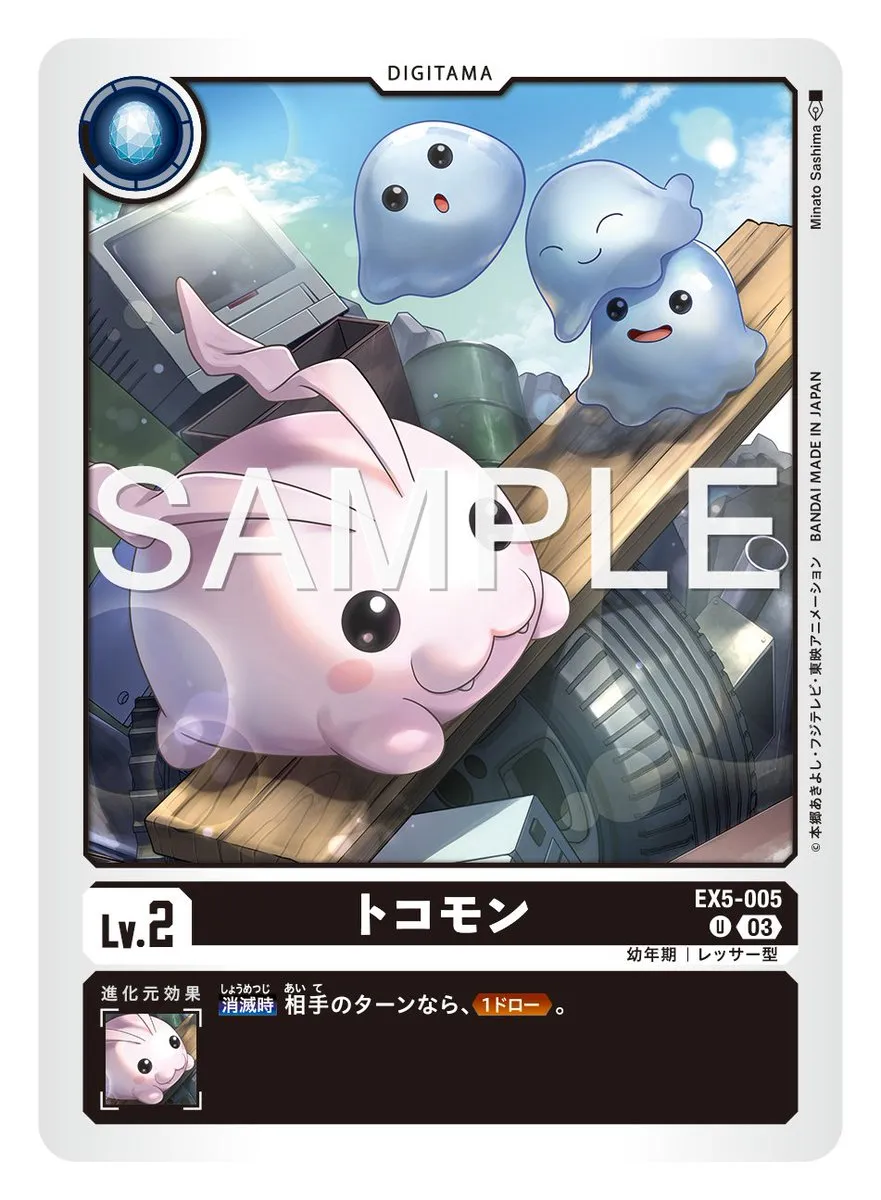 DIGITAMA
Minato Sashima
BANDAI MADE IN JAPAN
© 本郷あきよし・フジテレビ・東映アニメーション
SAMPLE
Lv.2
トコモン
EX5-005
U 03
幼年期 | レッサー型
進化元効果
しょうめつじ あいて
消滅時 相手のターンなら、1ドロー。